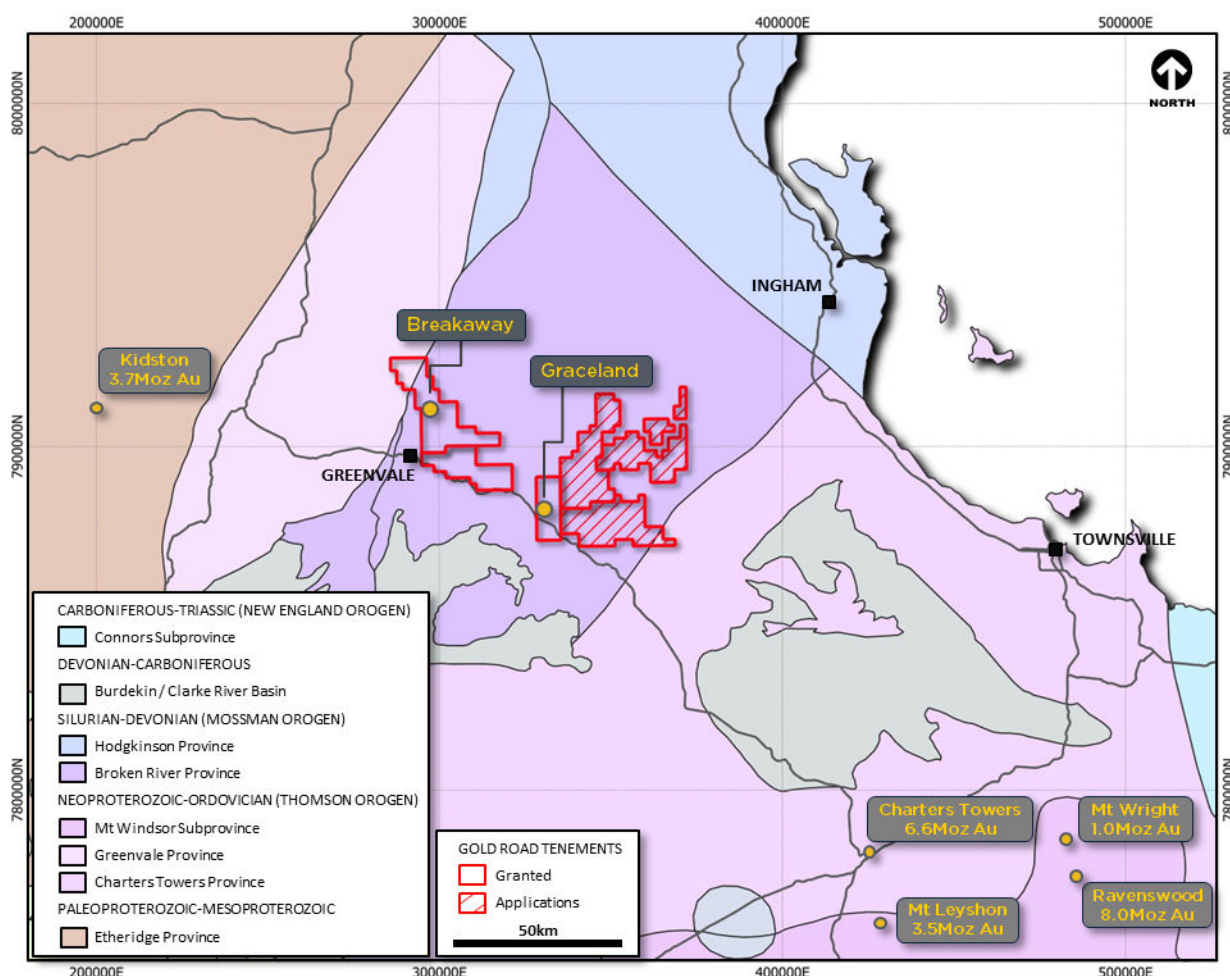 200000E 300000E 400000E 500000E
8000000N
8000000N
NORTH
INGHAM
Breakaway
Kidston
3.7Moz Au
Graceland
7900000N
7900000N
GREENVALE
TOWNSVILLE
CARBONIFEROUS-TRIASSIC (NEW ENGLAND OROGEN)
Connors Subprovince
DEVONIAN-CARBONIFEROUS
Burdekin / Clarke River Basin
SILURIAN-DEVONIAN (MOSSMAN OROGEN)
Hodgkinson Province
Broken River Province
NEOPROTEROZOIC-ORDOVICIAN (THOMSON OROGEN)
Mt Windsor Subprovince
Greenvale Province
Charters Towers Province
PALEOPROTEROZOIC-MESOPROTEROZOIC
Etheridge Province
7800000N
7800000N
GOLD ROAD TENEMENTS
Granted
Applications
50km
Charters Towers
6.6Moz Au
Mt Wright
1.0Moz Au
Ravenswood
8.0Moz Au
Mt Leyshon
3.5Moz Au
200000E 300000E 400000E 500000E